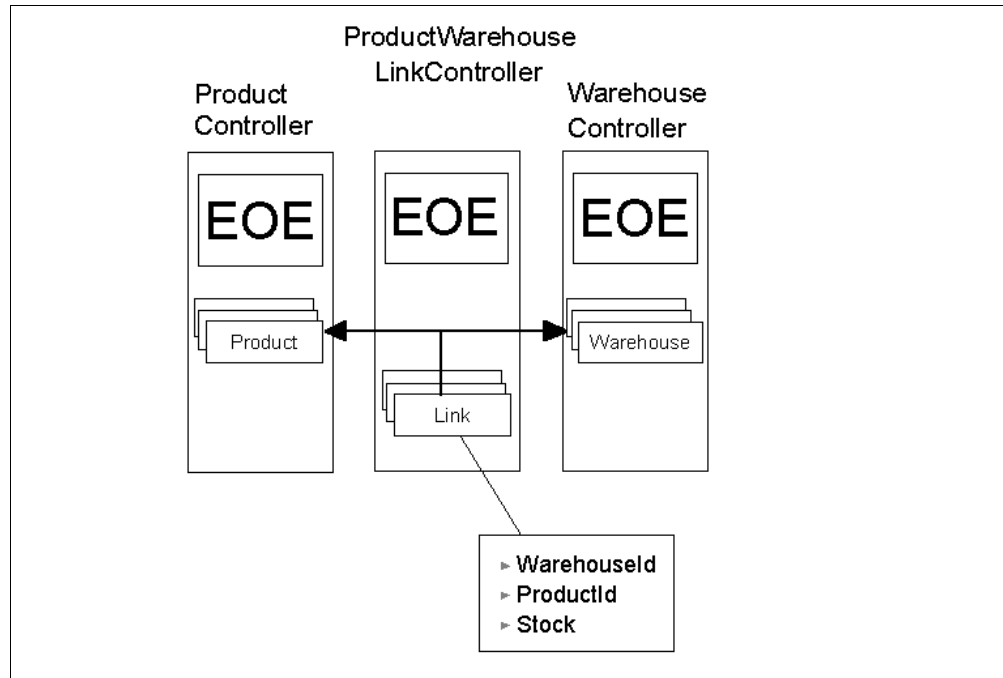 ProductWarehouse
LinkController
Product
Controller
Warehouse
Controller
EOE
EOE
EOE
Product
Warehouse
Link
WarehouseId
ProductId
Stock